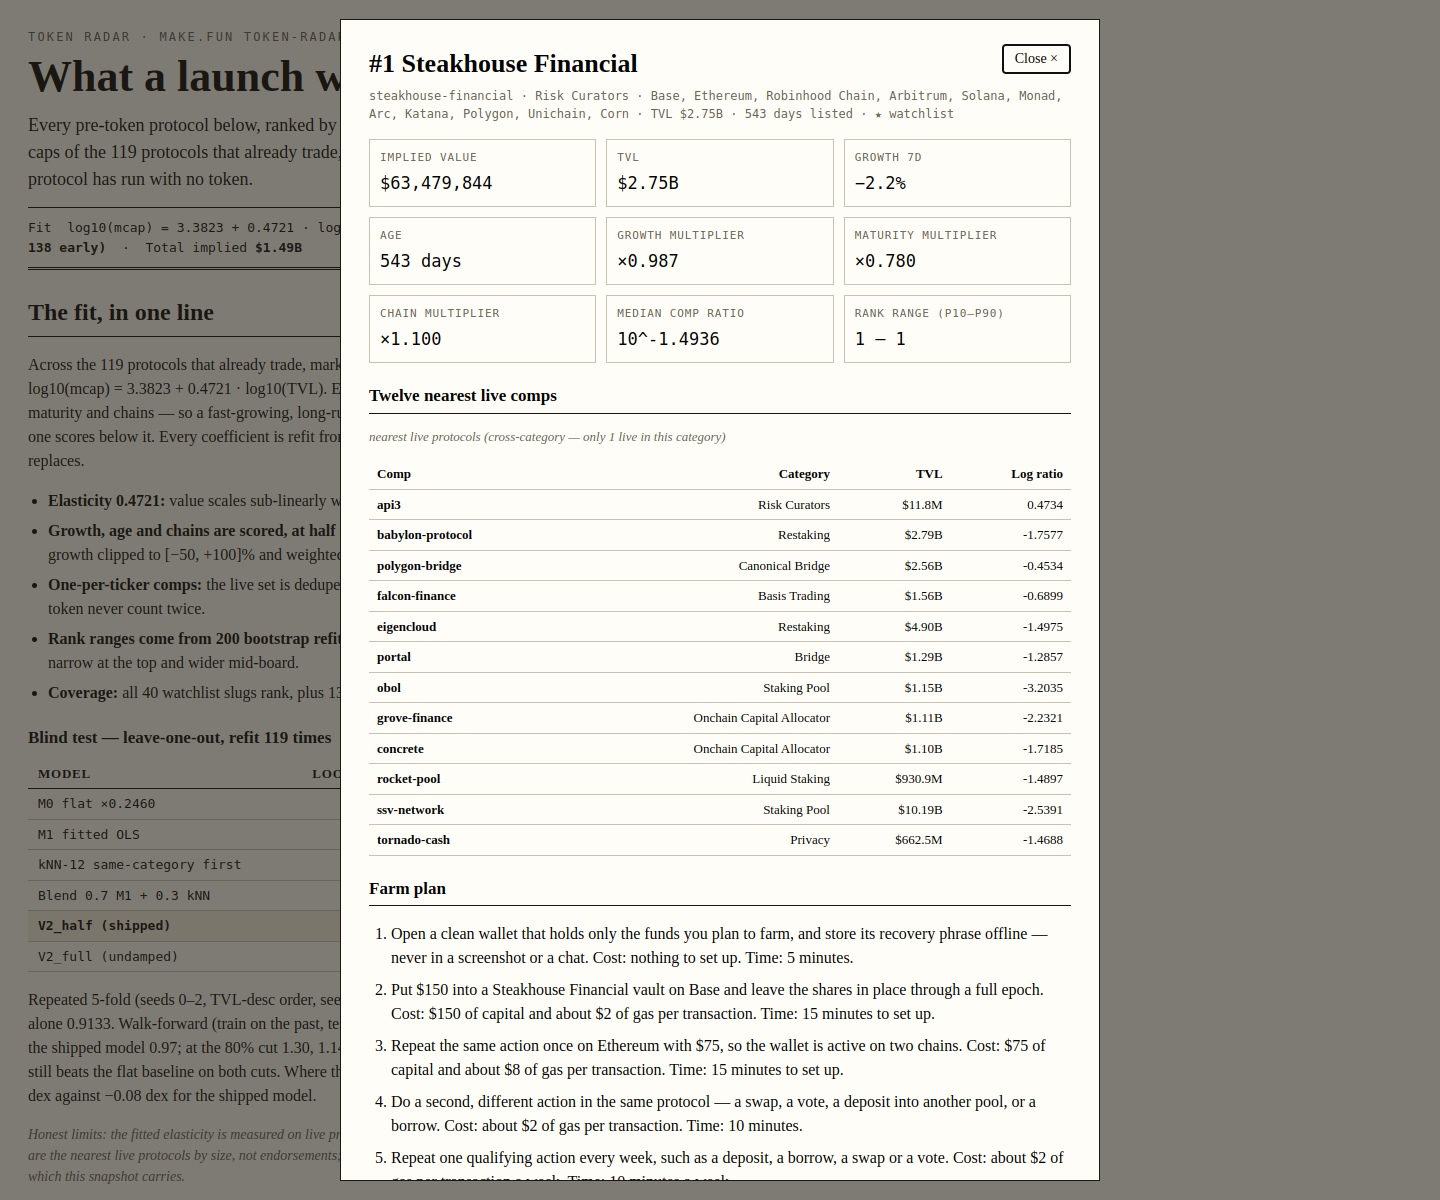 TOKEN RADAR · MAKE.FUN TOKEN-RADAR
What a launch w
Every pre-token protocol below, ranked by
caps of the 119 protocols that already trade,
protocol has run with no token.
Fit log10(mcap) = 3.3823 + 0.4721 · log
138 early) · Total implied $1.49B
The fit, in one line
Across the 119 protocols that already trade, mark
log10(mcap) = 3.3823 + 0.4721 · log10(TVL). E
maturity and chains — so a fast-growing, long-ru
one scores below it. Every coefficient is refit from
replaces.
• Elasticity 0.4721: value scales sub-linearly w
• Growth, age and chains are scored, at half
growth clipped to [−50, +100]% and weighted
• One-per-ticker comps: the live set is dedupe
token never count twice.
• Rank ranges come from 200 bootstrap refit
narrow at the top and wider mid-board.
• Coverage: all 40 watchlist slugs rank, plus 13
Blind test — leave-one-out, refit 119 times
MODEL LOO
M0 flat ×0.2460
M1 fitted OLS
kNN-12 same-category first
Blend 0.7 M1 + 0.3 kNN
V2_half (shipped)
V2_full (undamped)
Repeated 5-fold (seeds 0–2, TVL-desc order, see
alone 0.9133. Walk-forward (train on the past, te
the shipped model 0.97; at the 80% cut 1.30, 1.14
still beats the flat baseline on both cuts. Where th
dex against −0.08 dex for the shipped model.
Honest limits: the fitted elasticity is measured on live pr
are the nearest live protocols by size, not endorsements;
which this snapshot carries.
#1 Steakhouse Financial
Close ×
steakhouse-financial · Risk Curators · Base, Ethereum, Robinhood Chain, Arbitrum, Solana, Monad,
Arc, Katana, Polygon, Unichain, Corn · TVL $2.75B · 543 days listed · ★ watchlist
IMPLIED VALUE TVL GROWTH 7D
$63,479,844 $2.75B −2.2%
AGE GROWTH MULTIPLIER MATURITY MULTIPLIER
543 days ×0.987 ×0.780
CHAIN MULTIPLIER MEDIAN COMP RATIO RANK RANGE (P10–P90)
×1.100 10^-1.4936 1 – 1
Twelve nearest live comps
nearest live protocols (cross-category — only 1 live in this category)
Comp Category TVL Log ratio
api3 Risk Curators $11.8M 0.4734
babylon-protocol Restaking $2.79B -1.7577
polygon-bridge Canonical Bridge $2.56B -0.4534
falcon-finance Basis Trading $1.56B -0.6899
eigencloud Restaking $4.90B -1.4975
portal Bridge $1.29B -1.2857
obol Staking Pool $1.15B -3.2035
grove-finance Onchain Capital Allocator $1.11B -2.2321
concrete Onchain Capital Allocator $1.10B -1.7185
rocket-pool Liquid Staking $930.9M -1.4897
ssv-network Staking Pool $10.19B -2.5391
tornado-cash Privacy $662.5M -1.4688
Farm plan
1. Open a clean wallet that holds only the funds you plan to farm, and store its recovery phrase offline —
never in a screenshot or a chat. Cost: nothing to set up. Time: 5 minutes.
2. Put $150 into a Steakhouse Financial vault on Base and leave the shares in place through a full epoch.
Cost: $150 of capital and about $2 of gas per transaction. Time: 15 minutes to set up.
3. Repeat the same action once on Ethereum with $75, so the wallet is active on two chains. Cost: $75 of
capital and about $8 of gas per transaction. Time: 15 minutes to set up.
4. Do a second, different action in the same protocol — a swap, a vote, a deposit into another pool, or a
borrow. Cost: about $2 of gas per transaction. Time: 10 minutes.
5. Repeat one qualifying action every week, such as a deposit, a borrow, a swap or a vote. Cost: about $2 of
gas per transaction a week. Time: 10 minutes a week.